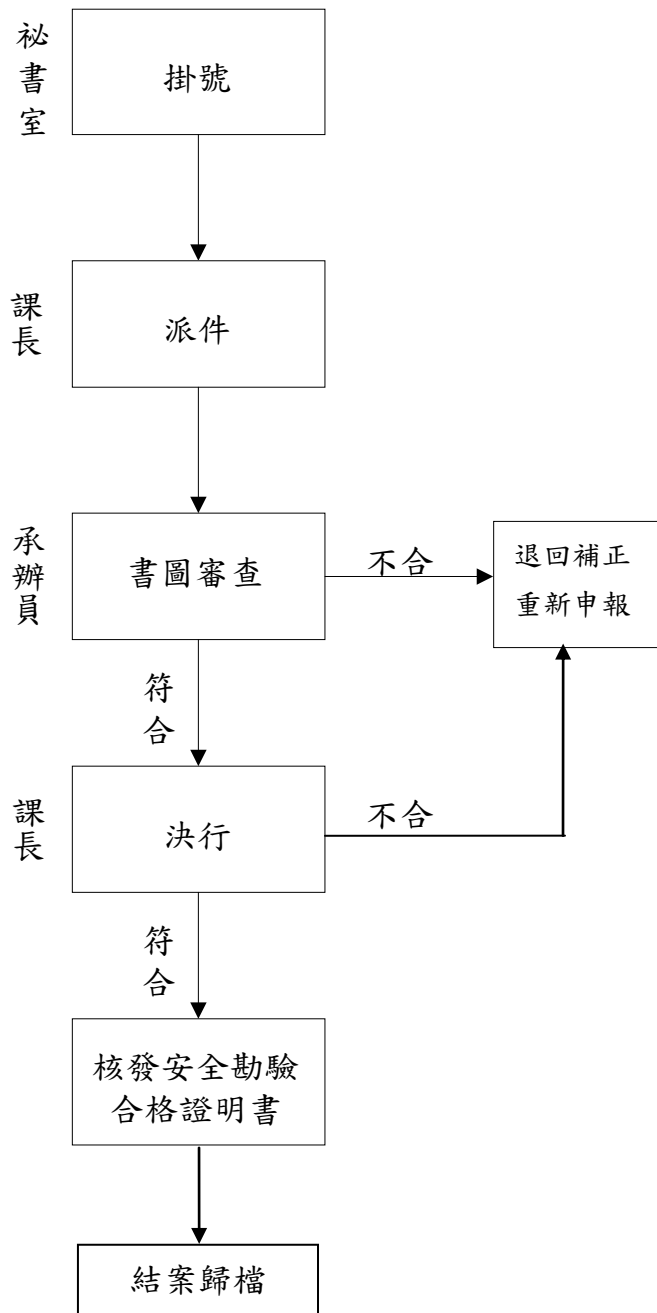 祕書室
掛號
課長
派件
承辦員
書圖審查
不合
退回補正
重新申報
符合
課長
決行
不合
符合
核發安全勘驗
合格證明書
結案歸檔